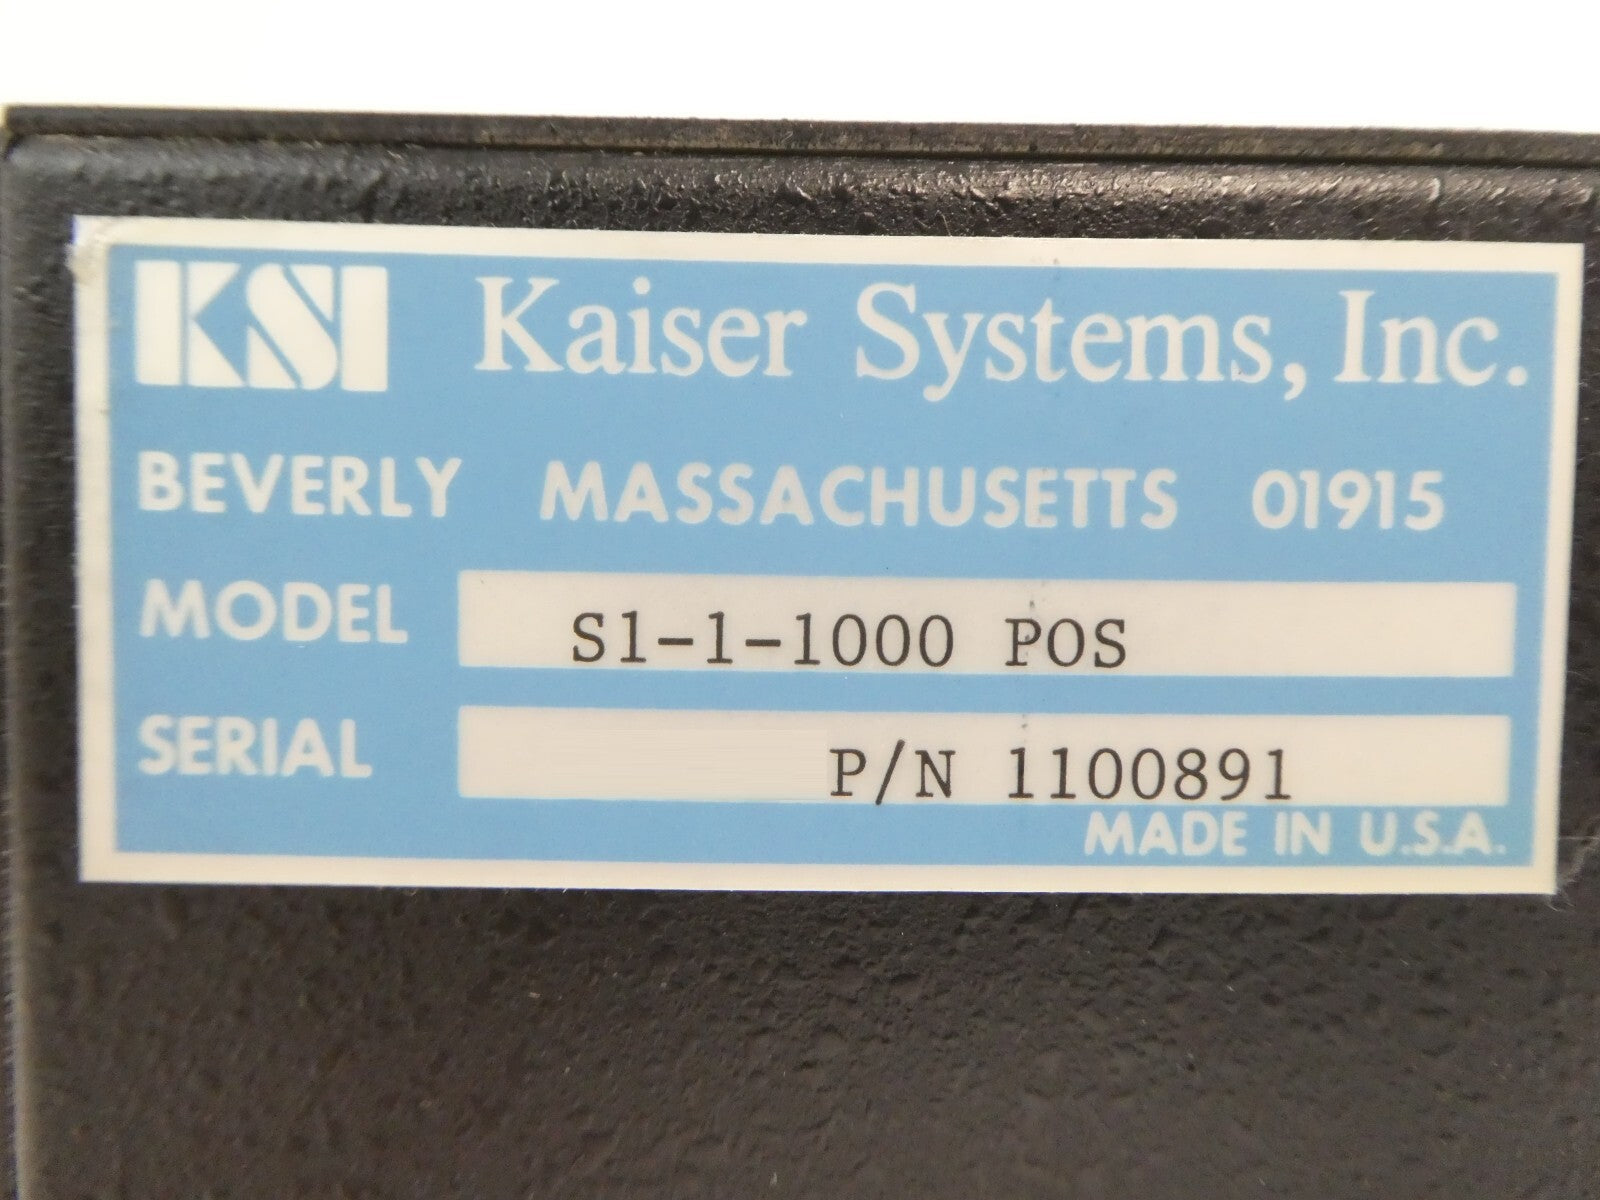 KSI Kaiser Systems, Inc.
BEVERLY MASSACHUSETTS 01915
MODEL S1-1-1000 POS
SERIAL P/N 1100891
MADE IN U.S.A.